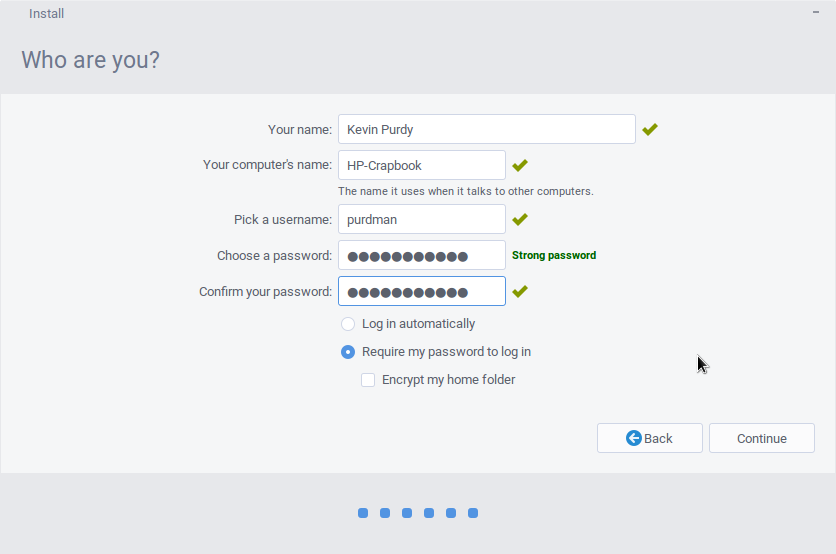 Install
Who are you?
Your name: Kevin Purdy
Your computer's name: HP-Crapbook
The name it uses when it talks to other computers.
Pick a username: purdman
Choose a password: ●●●●●●●●●●● Strong password
Confirm your password: ●●●●●●●●●●●
Log in automatically
Require my password to log in
Encrypt my home folder
Back Continue